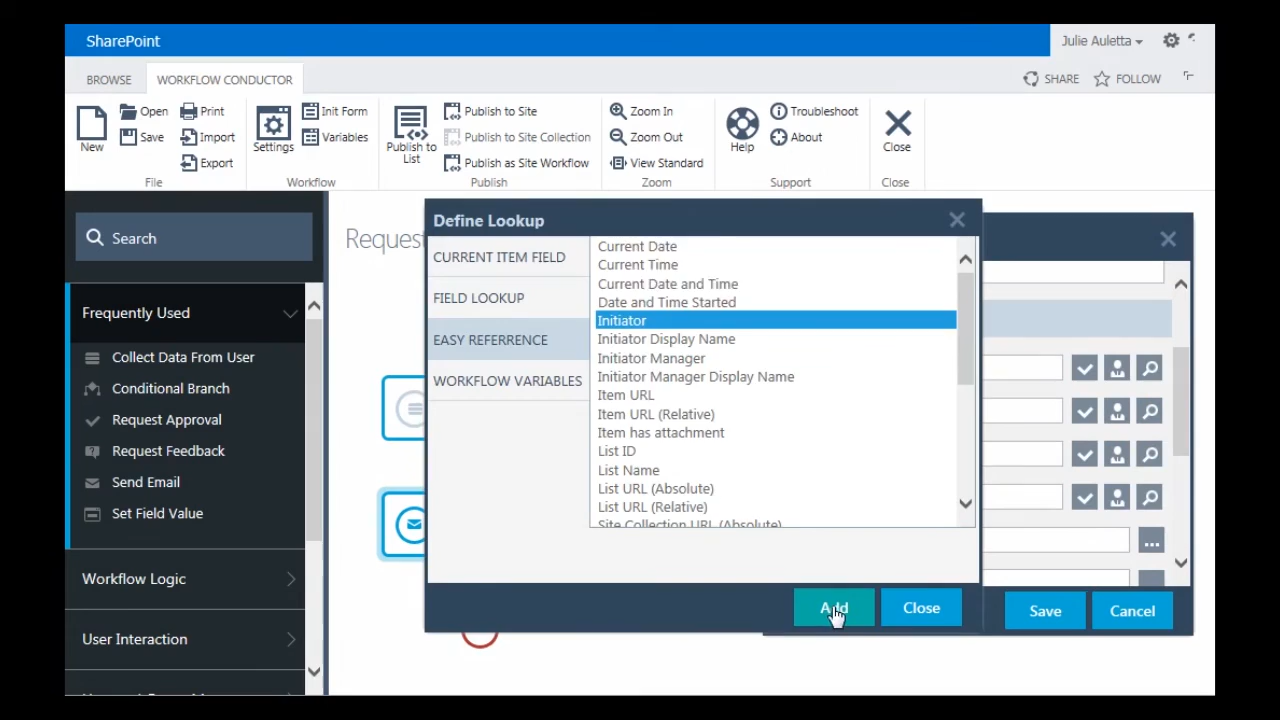 SharePoint
Julie Auletta
BROWSE
WORKFLOW CONDUCTOR
SHARE
FOLLOW
New
Open
Save
Print
Import
Export
File
Settings
Init Form
Variables
Workflow
Publish to List
Publish to Site
Publish to Site Collection
Publish as Site Workflow
Publish
Zoom In
Zoom Out
View Standard
Zoom
Help
Troubleshoot
About
Support
Close
Close
Search
Frequently Used
Collect Data From User
Conditional Branch
Request Approval
Request Feedback
Send Email
Set Field Value
Workflow Logic
User Interaction
Reques
Define Lookup
CURRENT ITEM FIELD
FIELD LOOKUP
EASY REFERRENCE
WORKFLOW VARIABLES
Current Date
Current Time
Current Date and Time
Date and Time Started
Initiator
Initiator Display Name
Initiator Manager
Initiator Manager Display Name
Item URL
Item URL (Relative)
Item has attachment
List ID
List Name
List URL (Absolute)
List URL (Relative)
Site Collection URL (Absolute)
Add
Close
Save
Cancel